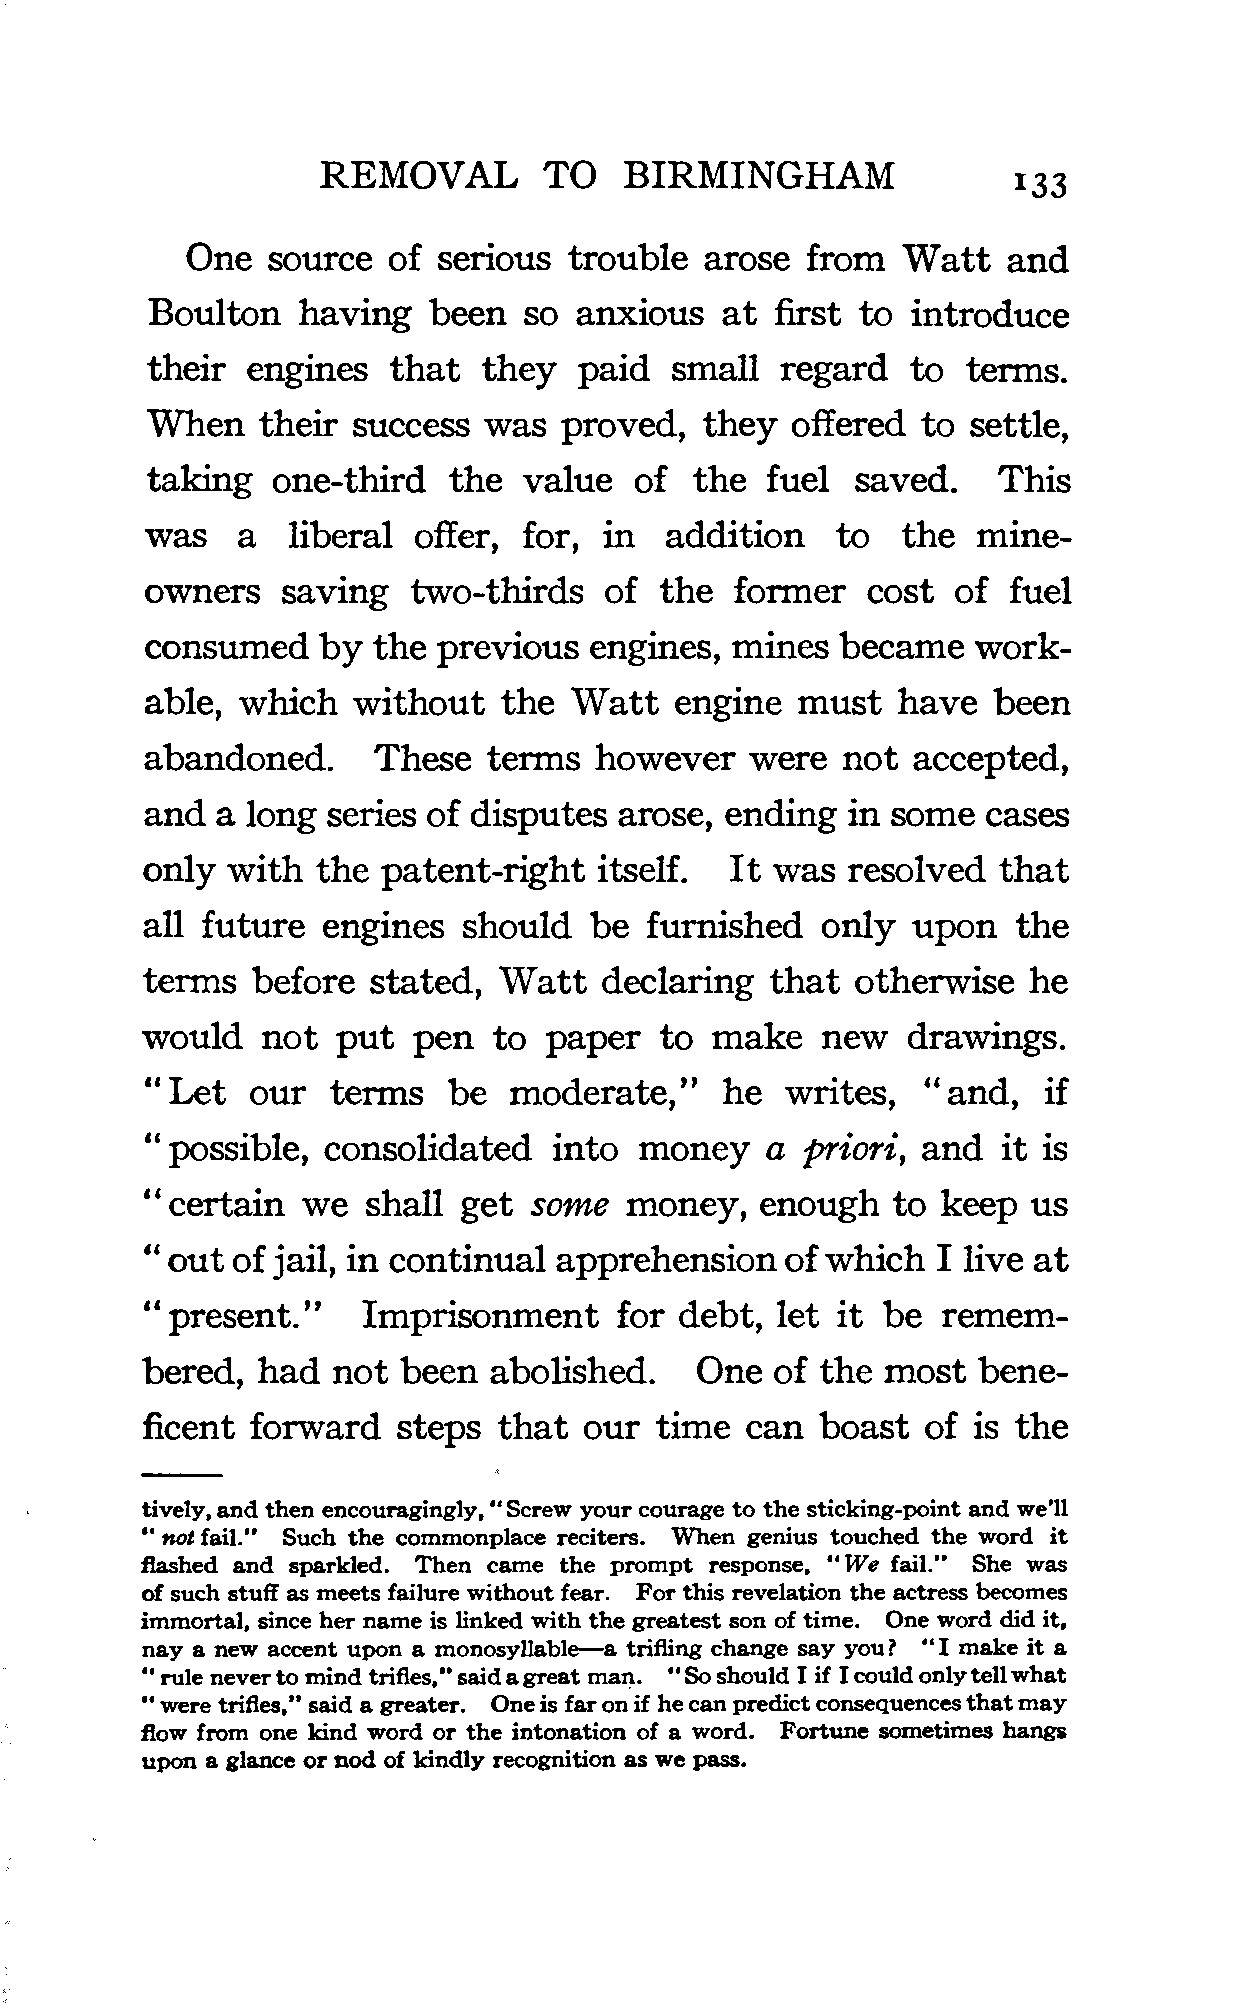 REMOVAL TO BIRMINGHAM 133
One source of serious trouble arose from Watt and
Boulton having been so anxious at first to introduce
their engines that they paid small regard to terms.
When their success was proved, they offered to settle,
taking one-third the value of the fuel saved. This
was a liberal offer, for, in addition to the mine-
owners saving two-thirds of the former cost of fuel
consumed by the previous engines, mines became work-
able, which without the Watt engine must have been
abandoned. These terms however were not accepted,
and a long series of disputes arose, ending in some cases
only with the patent-right itself. It was resolved that
all future engines should be furnished only upon the
terms before stated, Watt declaring that otherwise he
would not put pen to paper to make new drawings.
"Let our terms be moderate," he writes, "and, if
"possible, consolidated into money a priori, and it is
"certain we shall get some money, enough to keep us
"out of jail, in continual apprehension of which I live at
"present." Imprisonment for debt, let it be remem-
bered, had not been abolished. One of the most bene-
ficent forward steps that our time can boast of is the
tively, and then encouragingly, "Screw your courage to the sticking-point and we'll
"not fail." Such the commonplace reciters. When genius touched the word it
flashed and sparkled. Then came the prompt response, "We fail." She was
of such stuff as meets failure without fear. For this revelation the actress becomes
immortal, since her name is linked with the greatest son of time. One word did it,
nay a new accent upon a monosyllable—a trifling change say you? "I make it a
"rule never to mind trifles," said a great man. "So should I if I could only tell what
"were trifles," said a greater. One is far on if he can predict consequences that may
flow from one kind word or the intonation of a word. Fortune sometimes hangs
upon a glance or nod of kindly recognition as we pass.